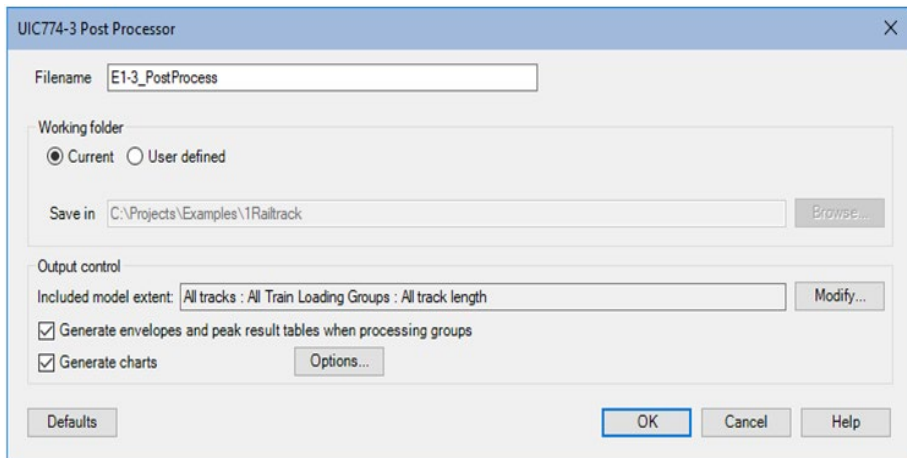 UIC774-3 Post Processor
Filename E1-3_PostProcess
Working folder
Current User defined
Save in C:\Projects\Examples\1Railtrack Browse...
Output control
Included model extent: All tracks : All Train Loading Groups : All track length Modify...
Generate envelopes and peak result tables when processing groups
Generate charts Options...
Defaults OK Cancel Help